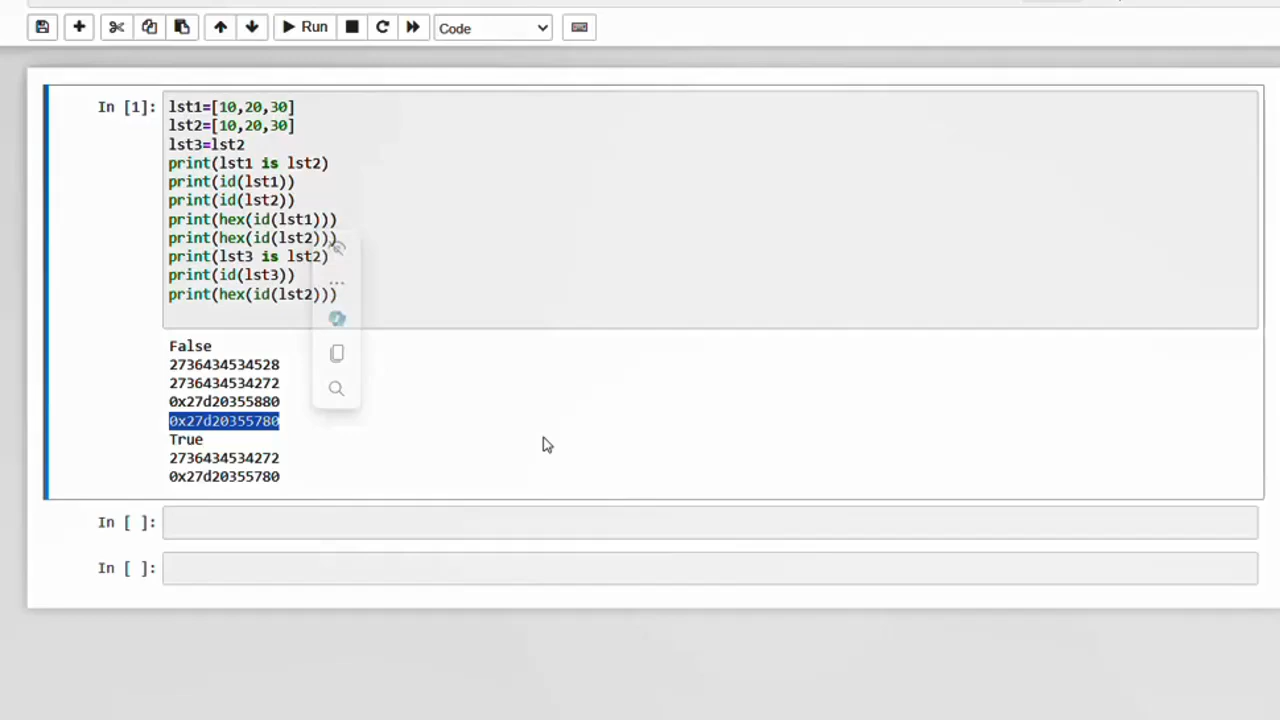 Run
Code
In [1]:
lst1=[10,20,30]
lst2=[10,20,30]
lst3=lst2
print(lst1 is lst2)
print(id(lst1))
print(id(lst2))
print(hex(id(lst1)))
print(hex(id(lst2)))
print(lst3 is lst2)
print(id(lst3))
print(hex(id(lst2)))
False
2736434534528
2736434534272
0x27d20355880
0x27d20355780
True
2736434534272
0x27d20355780
In [ ]:
In [ ]: